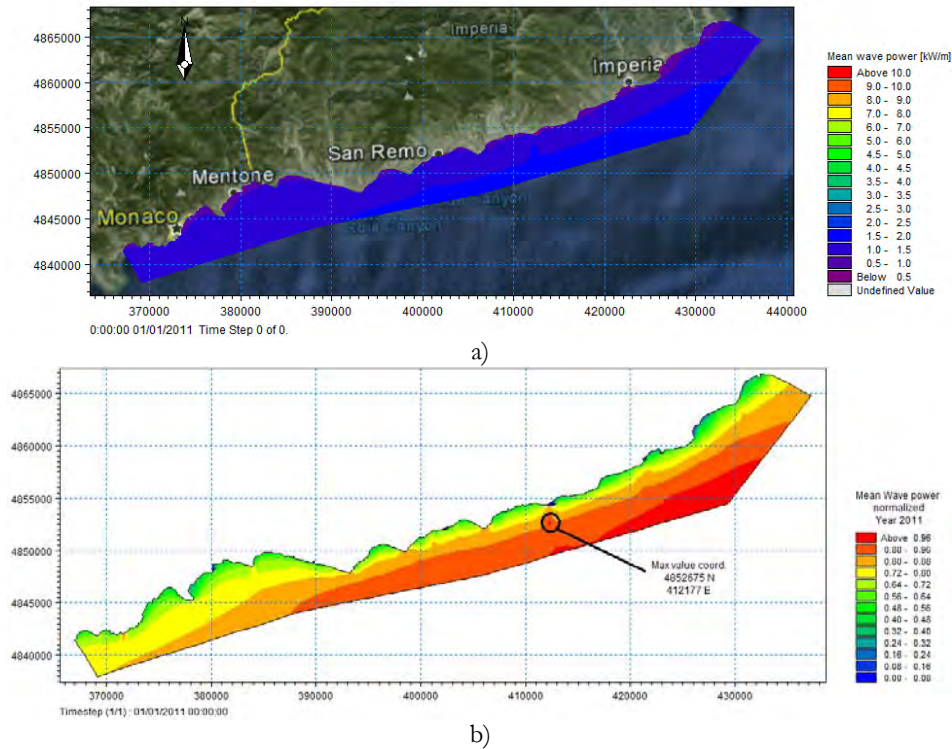 4865000
4860000
4855000
4850000
4845000
4840000
N
Imperia
Imperia
San Remo
Mentone
Monaco
Canyon
Canyon
370000 380000 390000 400000 410000 420000 430000 440000
0:00:00 01/01/2011 Time Step 0 of 0.
Mean wave power [kW/m]
Above 10.0
9.0 - 10.0
8.0 - 9.0
7.0 - 8.0
6.0 - 7.0
5.0 - 6.0
4.5 - 5.0
4.0 - 4.5
3.5 - 4.0
3.0 - 3.5
2.5 - 3.0
2.0 - 2.5
1.5 - 2.0
1.0 - 1.5
0.5 - 1.0
Below 0.5
Undefined Value
a)
4865000
4860000
4855000
4850000
4845000
4840000
Max value coord.
4852675 N
412177 E
370000 380000 390000 400000 410000 420000 430000
Timestep (1/1) : 01/01/2011 00:00:00
Mean Wave power
normalized
Year 2011
Above 0.96
0.88 - 0.96
0.80 - 0.88
0.72 - 0.80
0.64 - 0.72
0.56 - 0.64
0.48 - 0.56
0.40 - 0.48
0.32 - 0.40
0.24 - 0.32
0.16 - 0.24
0.08 - 0.16
0.00 - 0.08
b)